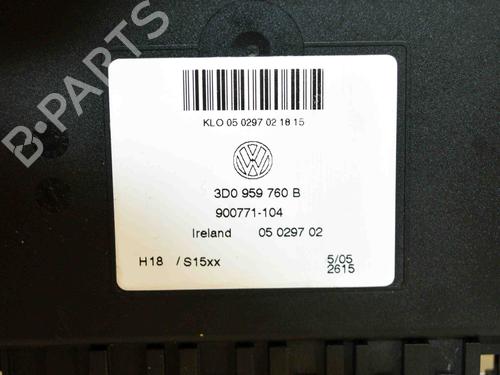 B-PARTS
KLO 05 0297 02 18 15
3D0 959 760 B
900771-104
Ireland 05 0297 02
H18 / S15xx 5/05
2615